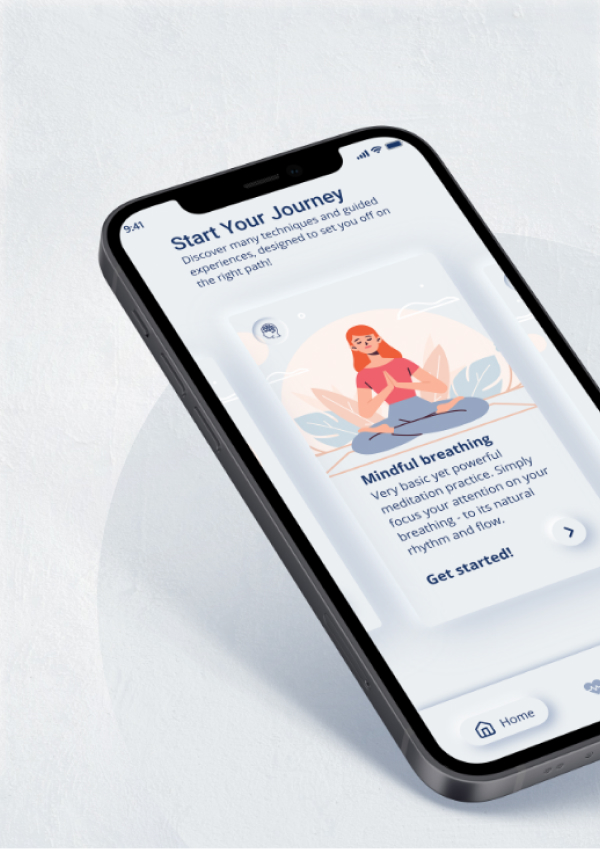 9:41
Start Your Journey
Discover many techniques and guided
experiences, designed to set you off on
the right path!
Mindful breathing
Very basic yet powerful
meditation practice. Simply
focus your attention on your
breathing - to its natural
rhythm and flow.
Get started!
Home